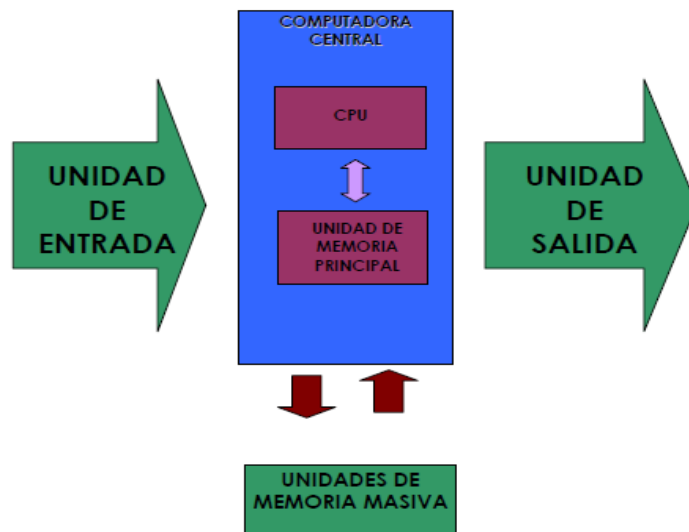 COMPUTADORA
CENTRAL
CPU
UNIDAD
DE
ENTRADA
UNIDAD DE
MEMORIA
PRINCIPAL
UNIDAD
DE
SALIDA
UNIDADES DE
MEMORIA MASIVA